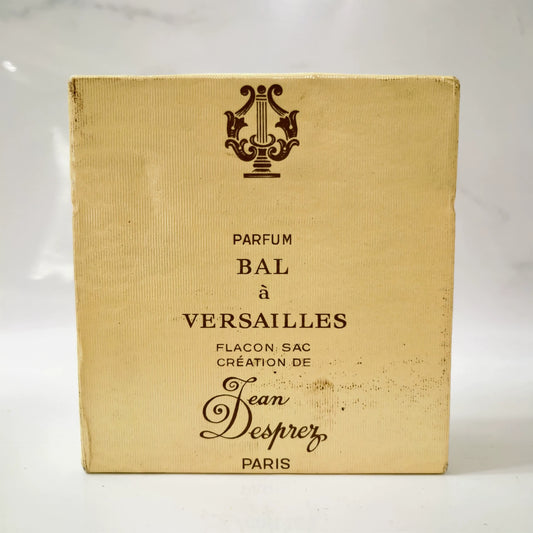 PARFUM
BAL
à
VERSAILLES
FLACON SAC
CRÉATION DE
Jean
Desprez
PARIS